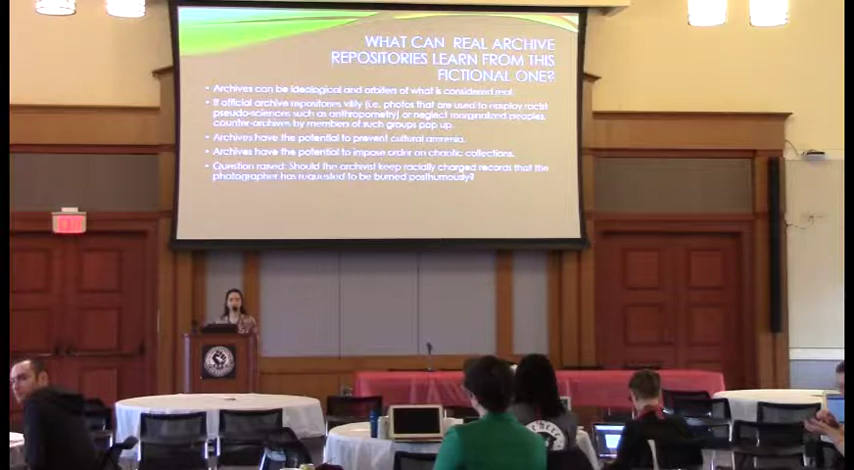 WHAT CAN REAL ARCHIVE
REPOSITORIES LEARN FROM THIS
FICTIONAL ONE?
• Archives can be ideological and arbiters of what is considered real.
• If official archive repositories vilify (i.e. photos that are used to employ racist
pseudo-sciences such as anthropometry) or neglect marginalized peoples,
counter-archives by members of such groups pop up.
• Archives have the potential to prevent cultural amnesia.
• Archives have the potential to impose order on chaotic collections.
• Question raised: Should the archivist keep racially charged records that the
photographer has requested to be burned posthumously?
EXIT